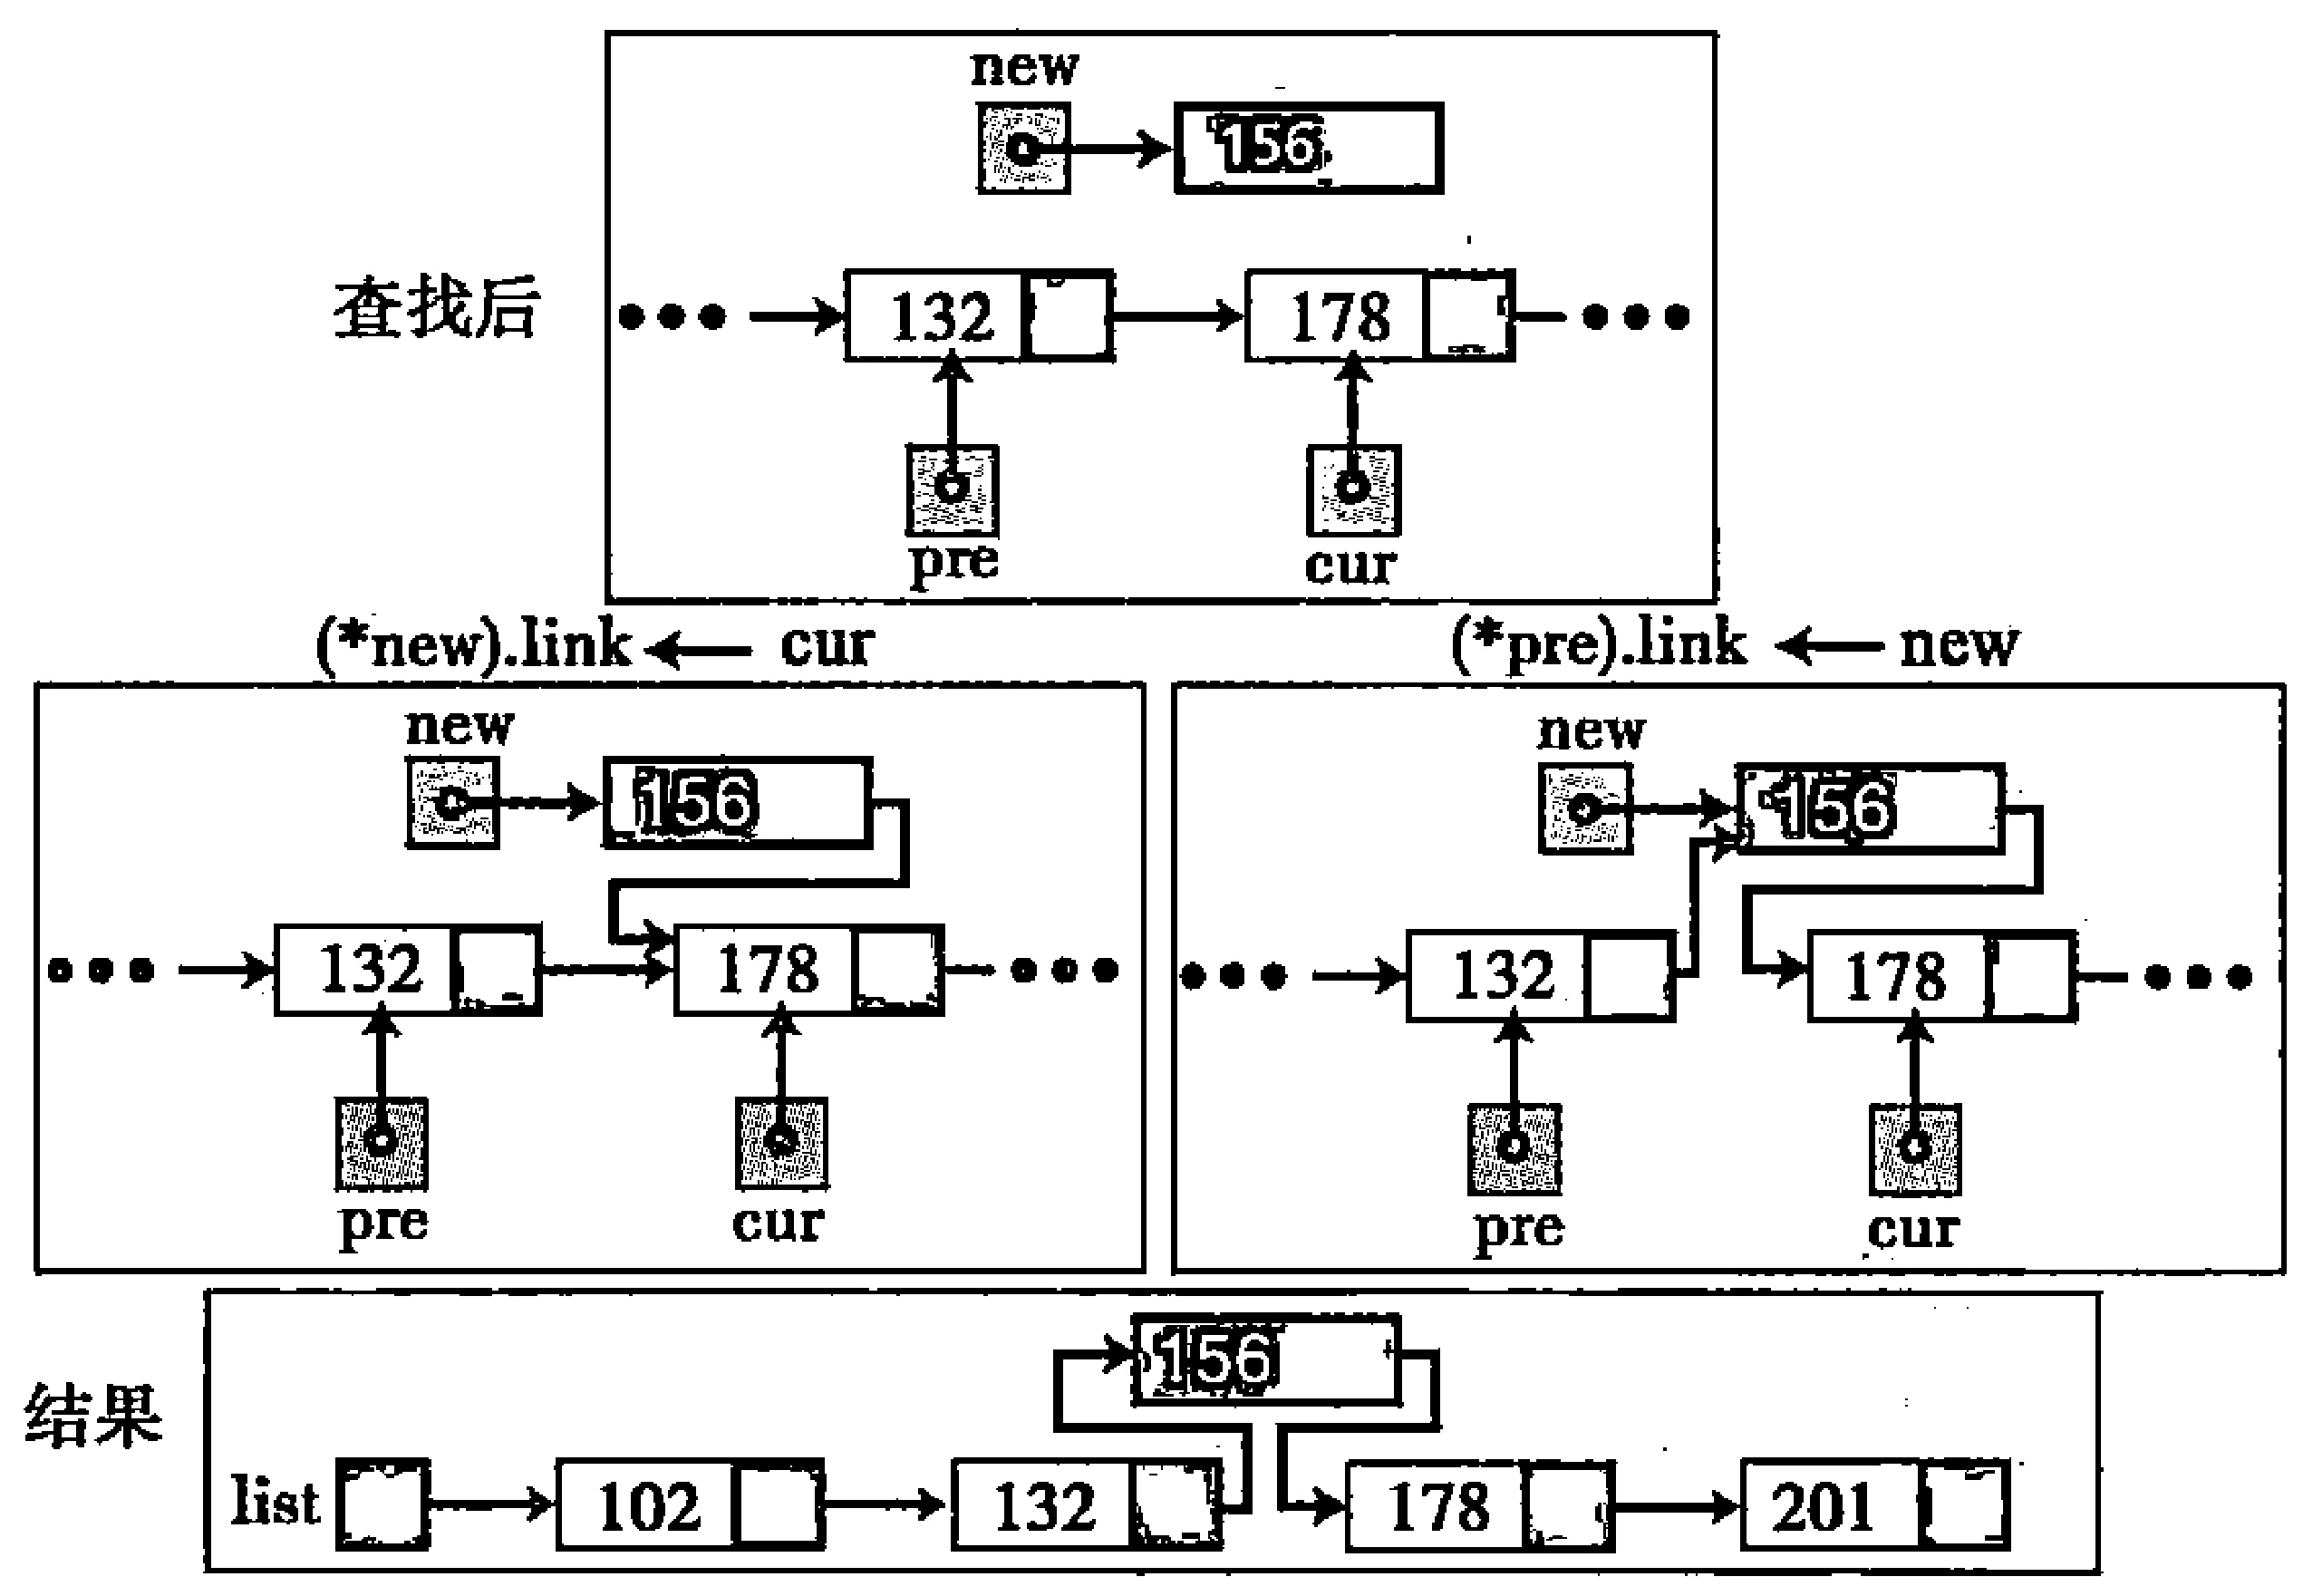 new
156
查找后
132 178
pre cur
(*new).link ← cur
(*pre).link ← new
new
156
132 178
pre cur
new
156
132 178
pre cur
结果
156
list 102 132 178 201